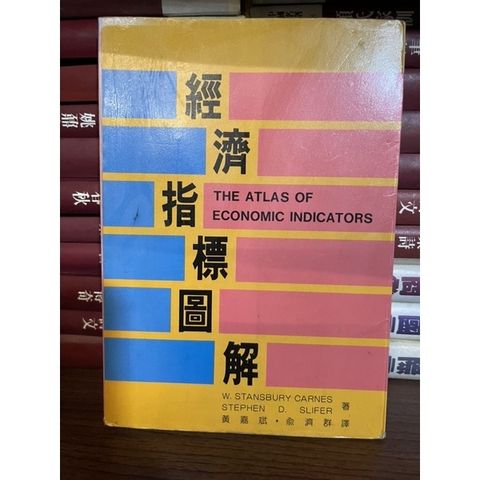 經濟指標圖解
THE ATLAS OF
ECONOMIC INDICATORS
W. STANSBURY CARNES
STEPHEN D. SLIFER 著
黃嘉斌・俞濟群譯